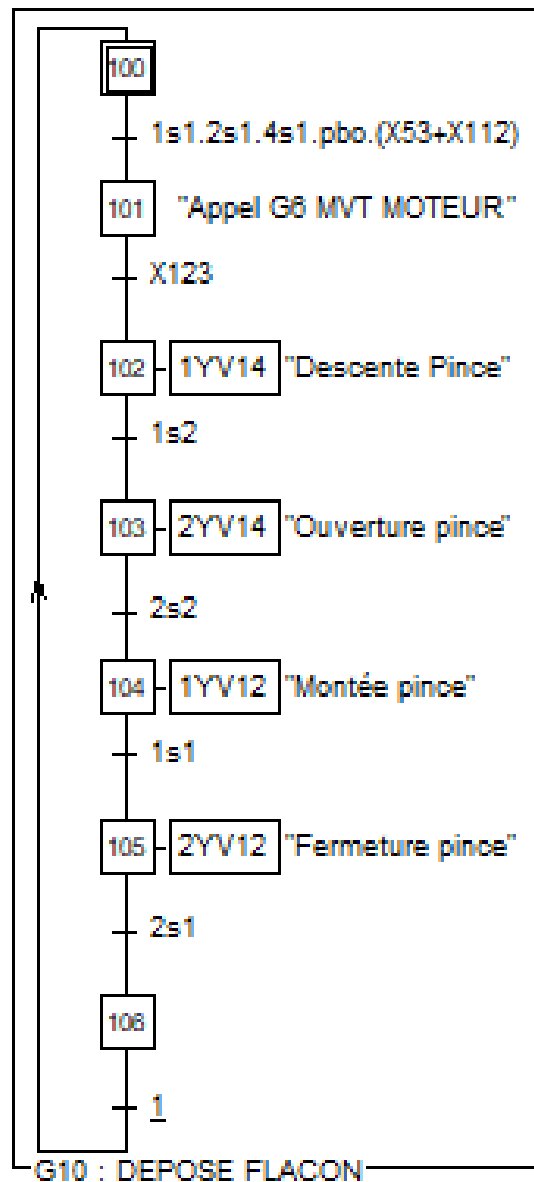 100
1s1.2s1.4s1.pbo.(X53+X112)
101 "Appel G6 MVT MOTEUR"
X123
102 1YV14 "Descente Pince"
1s2
103 2YV14 "Ouverture pince"
2s2
104 1YV12 "Montée pince"
1s1
105 2YV12 "Fermeture pince"
2s1
106
1
G10 : DEPOSE FLACON